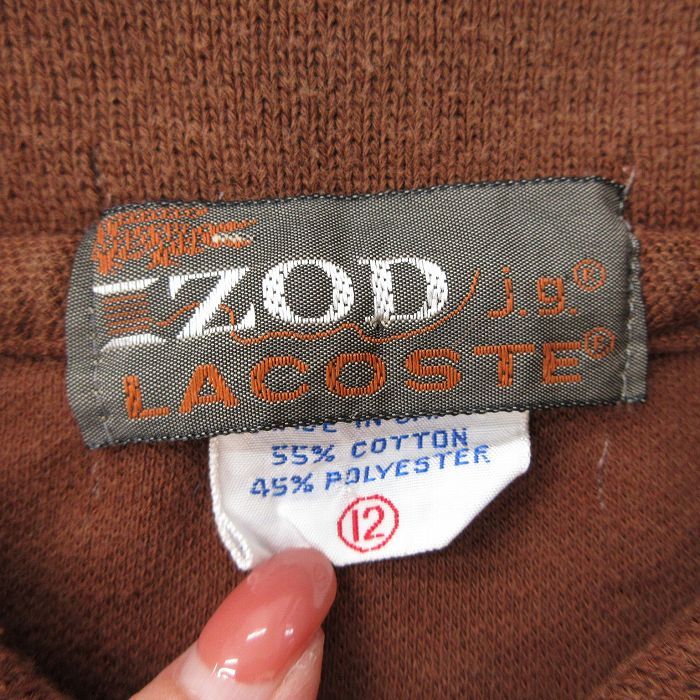 IZOD j.g.®
LACOSTE®
55% COTTON
45% POLYESTER
12